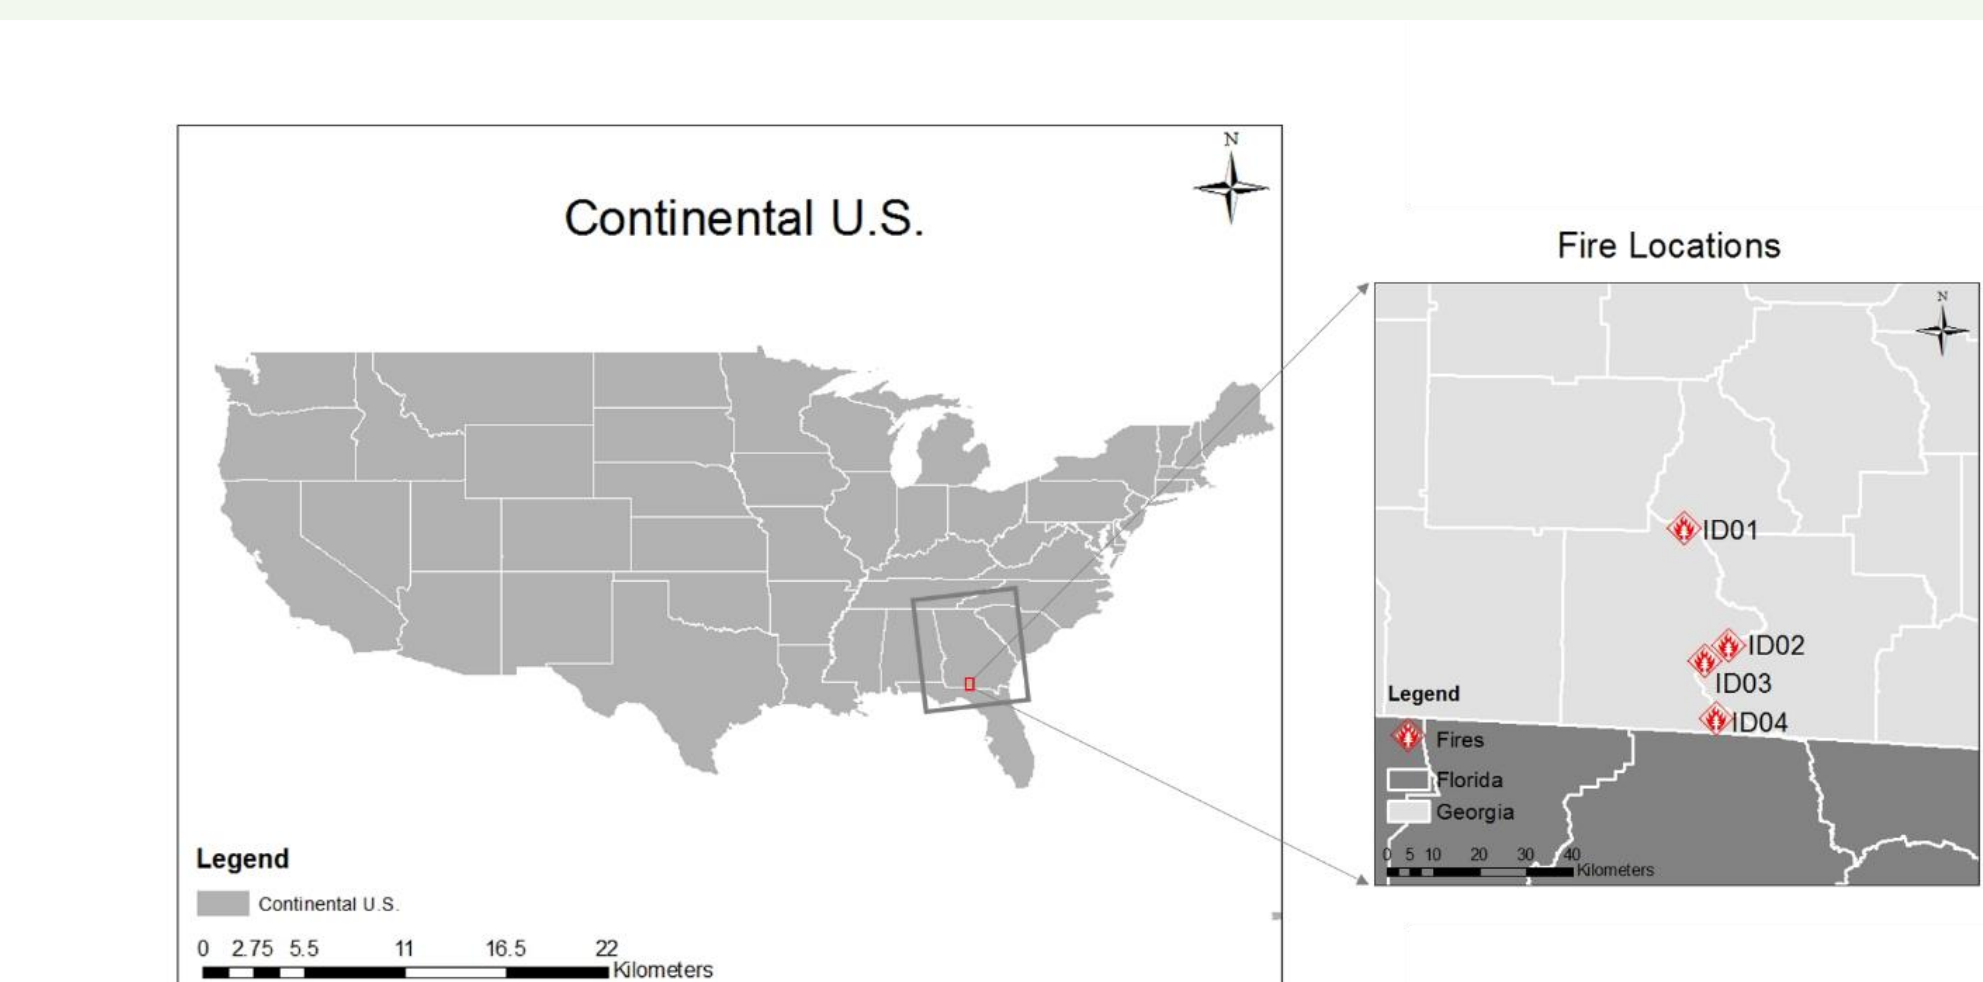 N
Continental U.S.
Legend
Continental U.S.
0 2.75 5.5 11 16.5 22
Kilometers
Fire Locations
N
ID01
ID02
ID03
ID04
Legend
Fires
Florida
Georgia
0 5 10 20 30 40
Kilometers